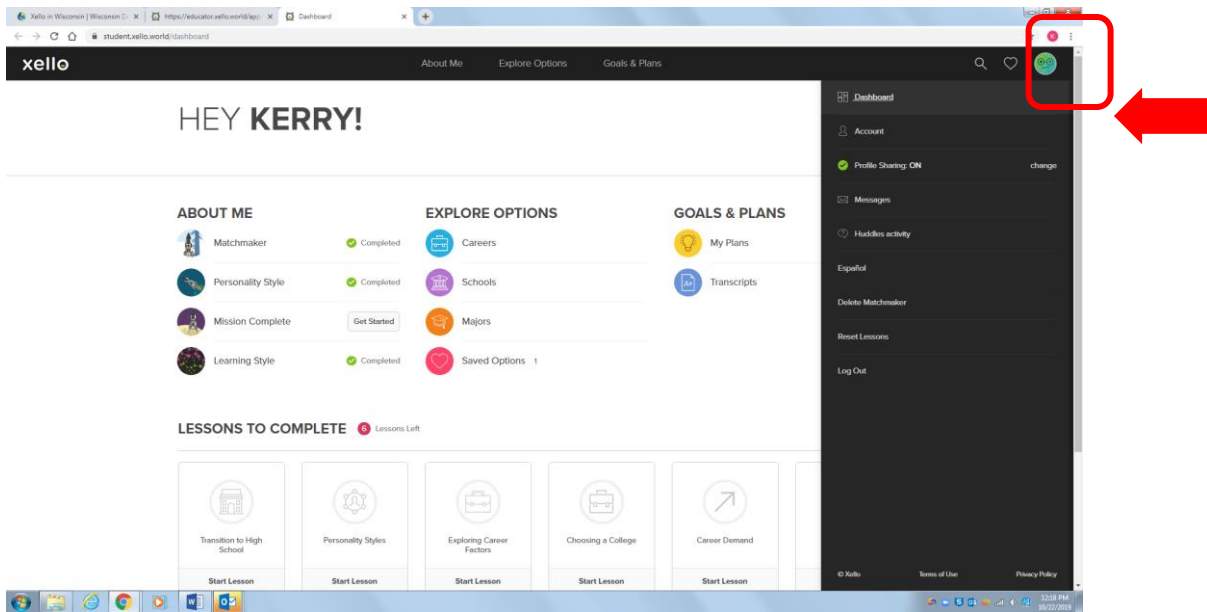 Xello in Wisconsin | Wisconsin D
https://educator.xello.world/app
Dashboard
student.xello.world/dashboard
K
xello
About Me
Explore Options
Goals & Plans
HEY KERRY!
Dashboard
Account
Profile Sharing: ON change
Messages
Huddles activity
Español
Delete Matchmaker
Reset Lessons
Log Out
ABOUT ME
Matchmaker Completed
Personality Style Completed
Mission Complete Get Started
Learning Style Completed
EXPLORE OPTIONS
Careers
Schools
Majors
Saved Options 1
GOALS & PLANS
My Plans
A+ Transcripts
LESSONS TO COMPLETE 6 Lessons Left
Transition to High
School
Start Lesson
Personality Styles
Start Lesson
Exploring Career
Factors
Start Lesson
Choosing a College
Start Lesson
Career Demand
Start Lesson
© Xello Terms of Use Privacy Policy
12:18 PM
10/22/2019